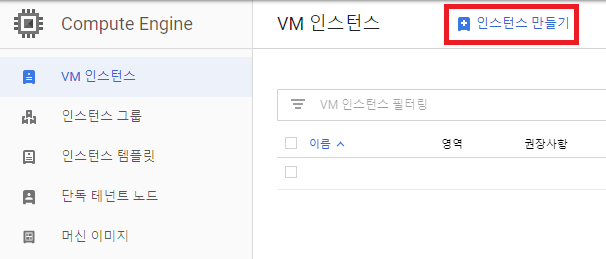 Compute Engine
VM 인스턴스
인스턴스 그룹
인스턴스 템플릿
단독 테넌트 노드
머신 이미지
VM 인스턴스
인스턴스 만들기
VM 인스턴스 필터링
이름 영역 권장사항